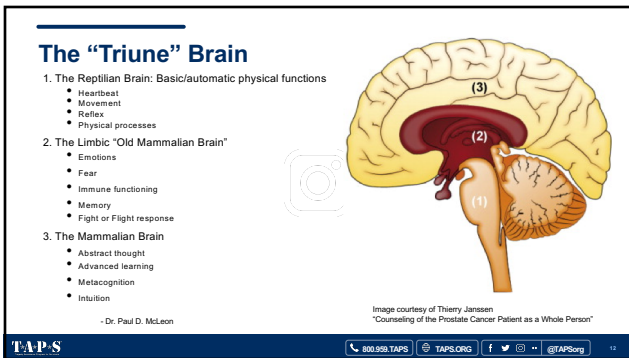 The “Triune” Brain
1. The Reptilian Brain: Basic/automatic physical functions
• Heartbeat
• Movement
• Reflex
• Physical processes
2. The Limbic “Old Mammalian Brain”
• Emotions
• Fear
• Immune functioning
• Memory
• Fight or Flight response
3. The Mammalian Brain
• Abstract thought
• Advanced learning
• Metacognition
• Intuition
- Dr. Paul D. McLeon
(3)
(2)
(1)
Image courtesy of Thierry Janssen
“Counseling of the Prostate Cancer Patient as a Whole Person”
T★A★P★S
800.959.TAPS
TAPS.ORG
@TAPSorg
12